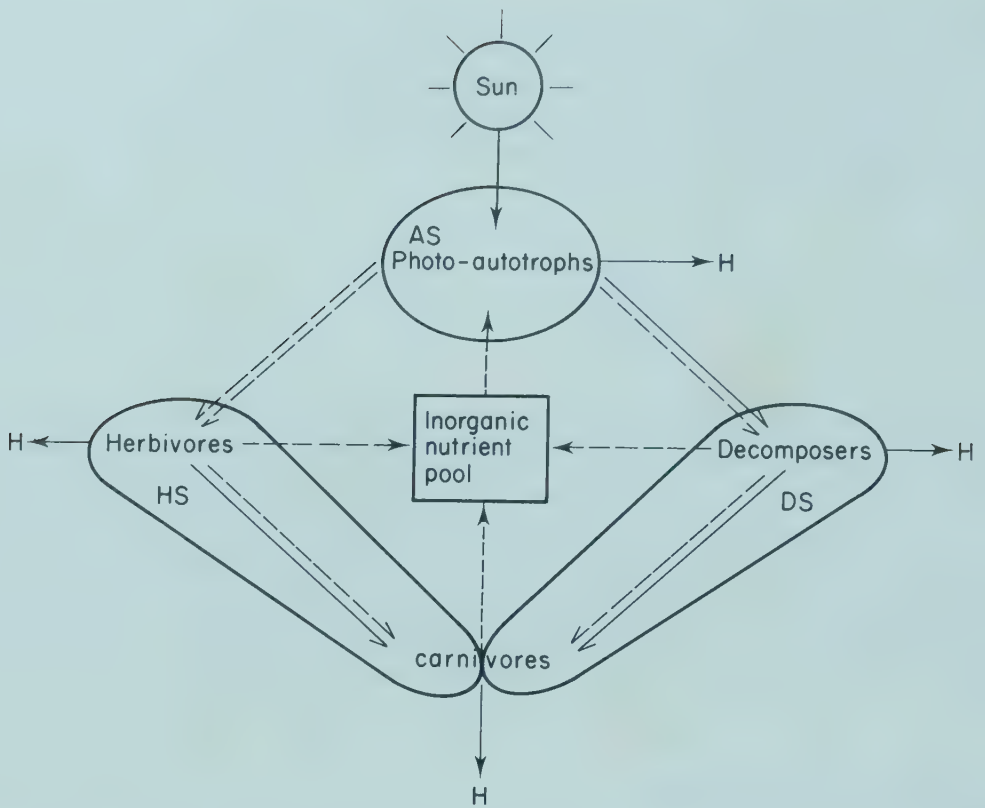 Sun
AS
Photo-autotrophs
H
Inorganic
nutrient
pool
H
Herbivores
HS
Decomposers
H
DS
carnivores
H